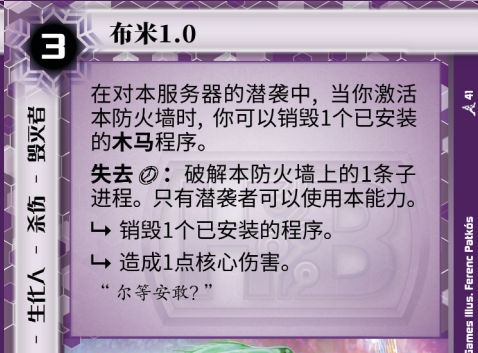 3
布米1.0
在对本服务器的潜袭中, 当你激活
本防火墙时, 你可以销毁1个已安装
的木马程序。
失去 : 破解本防火墙上的1条子
进程。只有潜袭者可以使用本能力。
↳ 销毁1个已安装的程序。
↳ 造成1点核心伤害。
“尔等安敢?”
- 生化人 - 杀伤 - 毁灭者
41
Games Illus. Ferenc Patkós